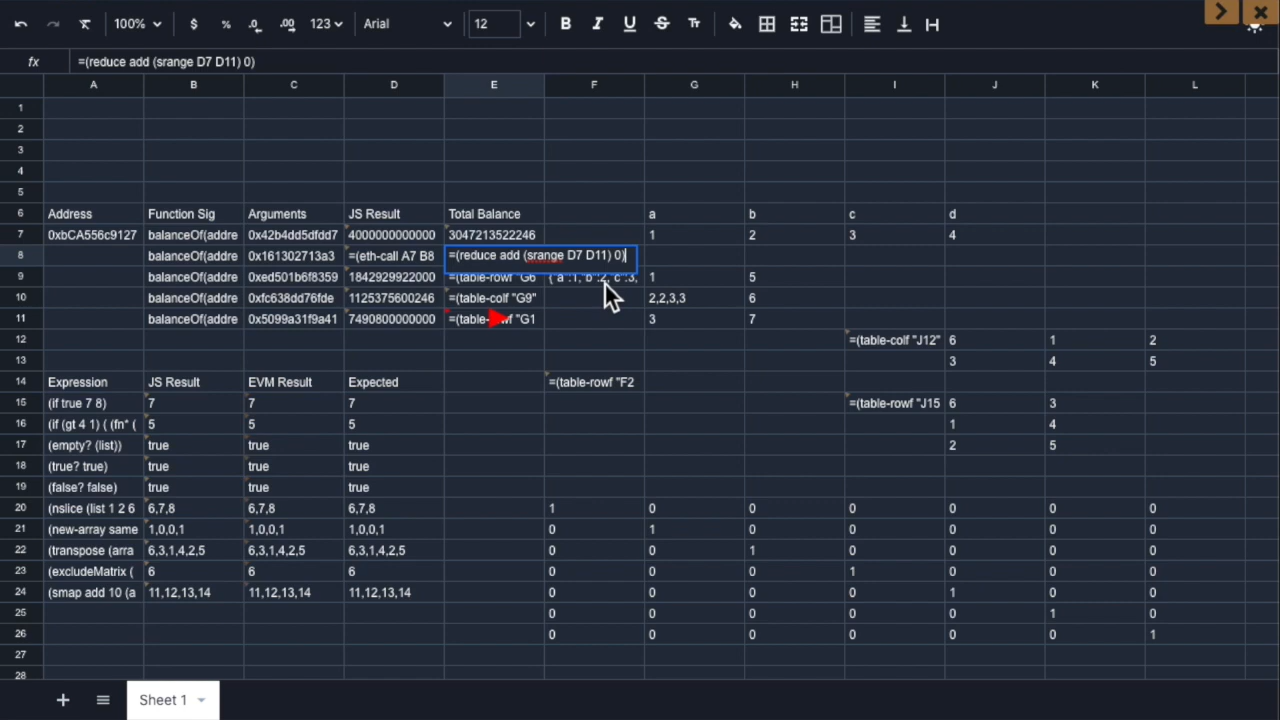 100% $ % .0 .00 123 Arial 12 B I U S Tr
fx =(reduce add (srange D7 D11) 0)
A B C D E F G H I J K L
1
2
3
4
5
6 Address Function Sig Arguments JS Result Total Balance a b c d
7 0xbCA556c9127 balanceOf(addre 0x42b4dd5dfdd7 4000000000000 3047213522246 1 2 3 4
8 balanceOf(addre 0x161302713a3 =(eth-call A7 B8 =(reduce add (srange D7 D11) 0)
9 balanceOf(addre 0xed501b6f8359 1842929922000 =(table-rowf "G6 {"a":1,"b":2,"c":3, 1 5
10 balanceOf(addre 0xfc638dd76fde 1125375600246 =(table-colf "G9" 2,2,3,3 6
11 balanceOf(addre 0x5099a31f9a41 7490800000000 =(table-rowf "G1 3 7
12 =(table-colf "J12" 6 1 2
13 3 4 5
14 Expression JS Result EVM Result Expected =(table-rowf "F2
15 (if true 7 8) 7 7 7 =(table-rowf "J15 6 3
16 (if (gt 4 1) ( (fn* ( 5 5 5 1 4
17 (empty? (list)) true true true 2 5
18 (true? true) true true true
19 (false? false) true true true
20 (nslice (list 1 2 6 6,7,8 6,7,8 6,7,8 1 0 0 0 0 0 0
21 (new-array same 1,0,0,1 1,0,0,1 1,0,0,1 0 1 0 0 0 0 0
22 (transpose (arra 6,3,1,4,2,5 6,3,1,4,2,5 6,3,1,4,2,5 0 0 1 0 0 0 0
23 (excludeMatrix ( 6 6 6 0 0 0 1 0 0 0
24 (smap add 10 (a 11,12,13,14 11,12,13,14 11,12,13,14 0 0 0 0 1 0 0
25 0 0 0 0 0 1 0
26 0 0 0 0 0 0 1
27
28
Sheet 1